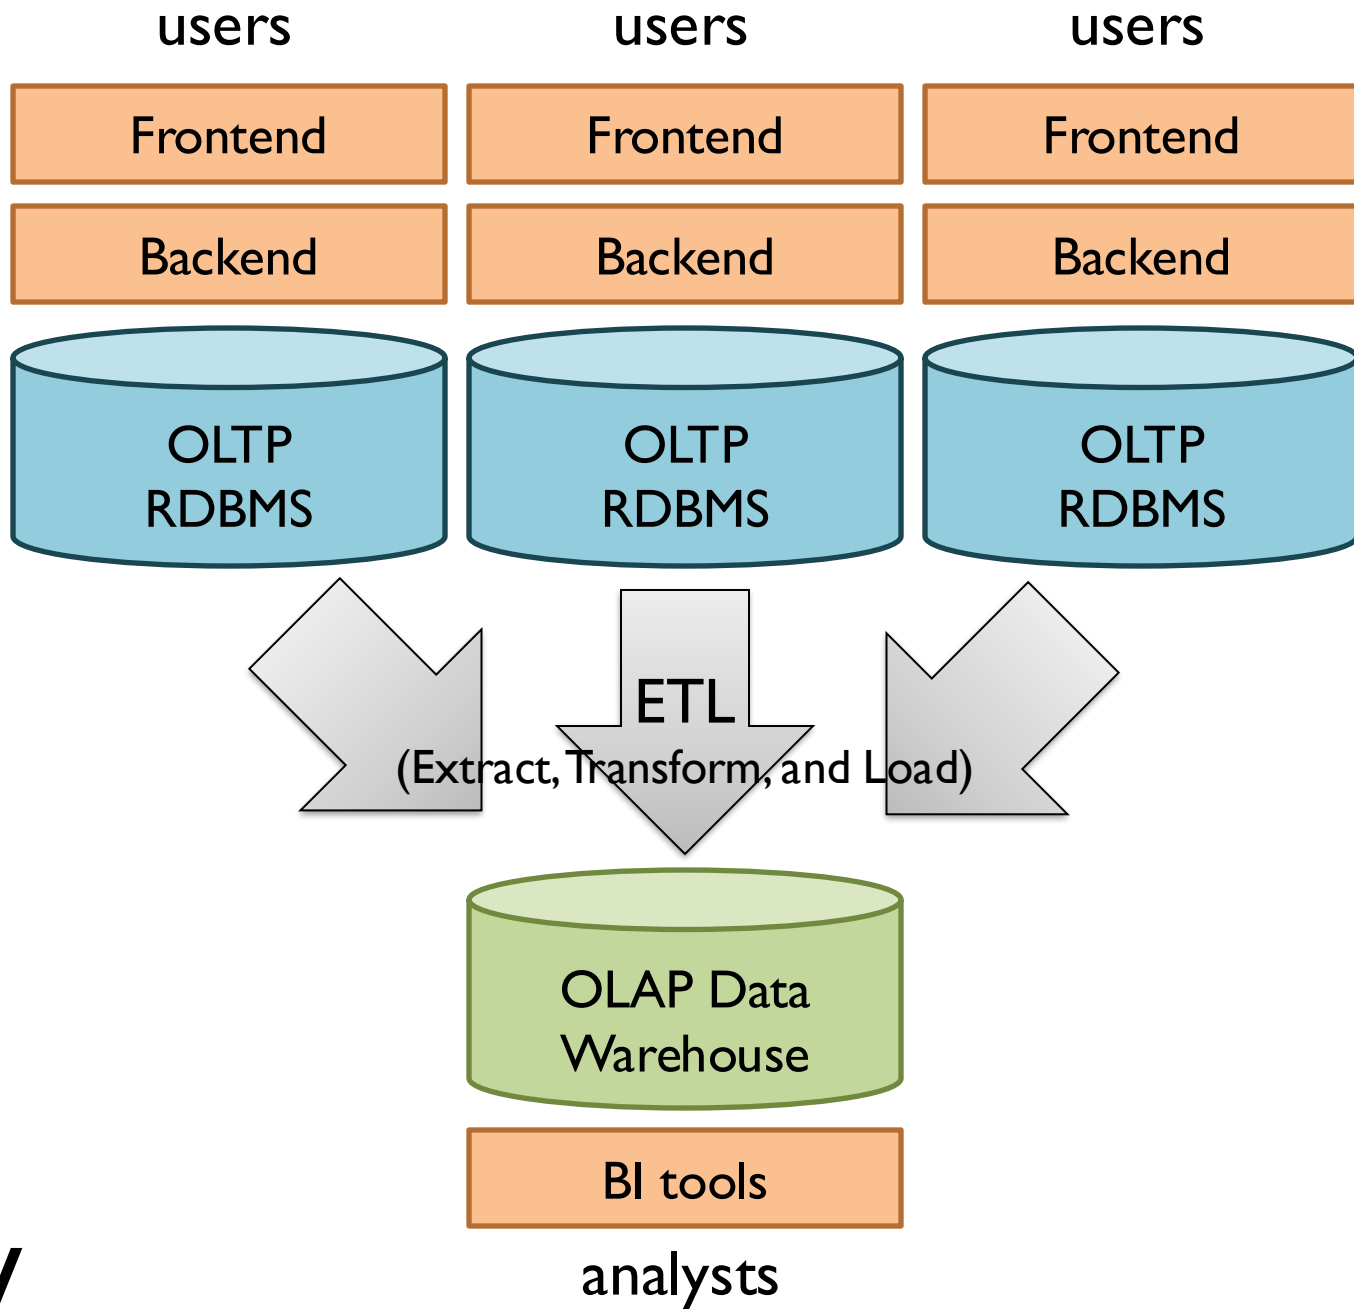 users users users
Frontend Frontend Frontend
Backend Backend Backend
OLTP OLTP OLTP
RDBMS RDBMS RDBMS
ETL
(Extract, Transform, and Load)
OLAP Data
Warehouse
BI tools
analysts